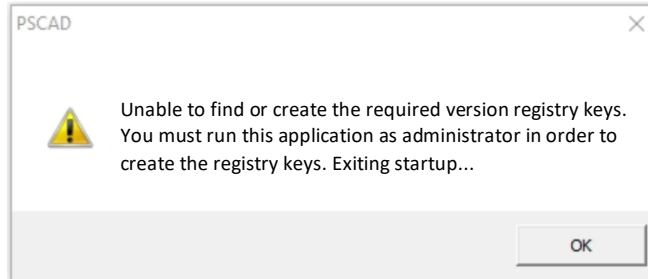 PSCAD
Unable to find or create the required version registry keys.
You must run this application as administrator in order to
create the registry keys. Exiting startup...
OK